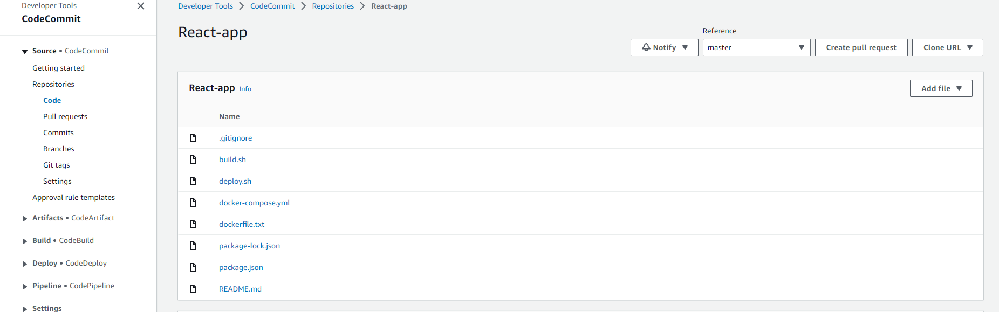 Developer Tools
CodeCommit
Source • CodeCommit
Getting started
Repositories
Code
Pull requests
Commits
Branches
Git tags
Settings
Approval rule templates
Artifacts • CodeArtifact
Build • CodeBuild
Deploy • CodeDeploy
Pipeline • CodePipeline
Settings
Developer Tools > CodeCommit > Repositories > React-app
React-app
Reference
Notify master Create pull request Clone URL
React-app Info Add file
Name
.gitignore
build.sh
deploy.sh
docker-compose.yml
dockerfile.txt
package-lock.json
package.json
README.md